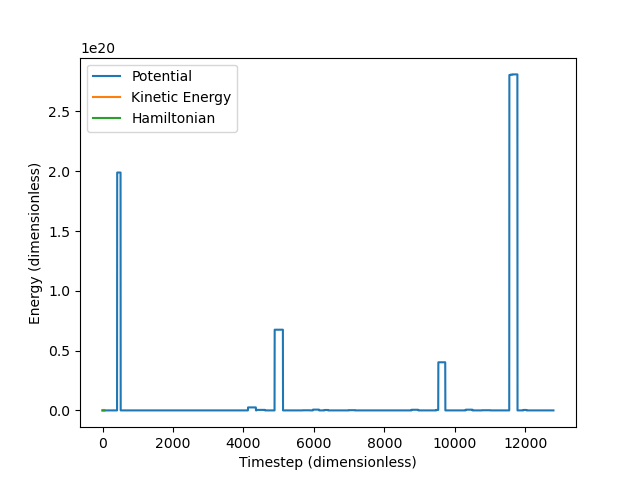 1e20
Potential
Kinetic Energy
Hamiltonian
Energy (dimensionless)
2.5
2.0
1.5
1.0
0.5
0.0
0 2000 4000 6000 8000 10000 12000
Timestep (dimensionless)